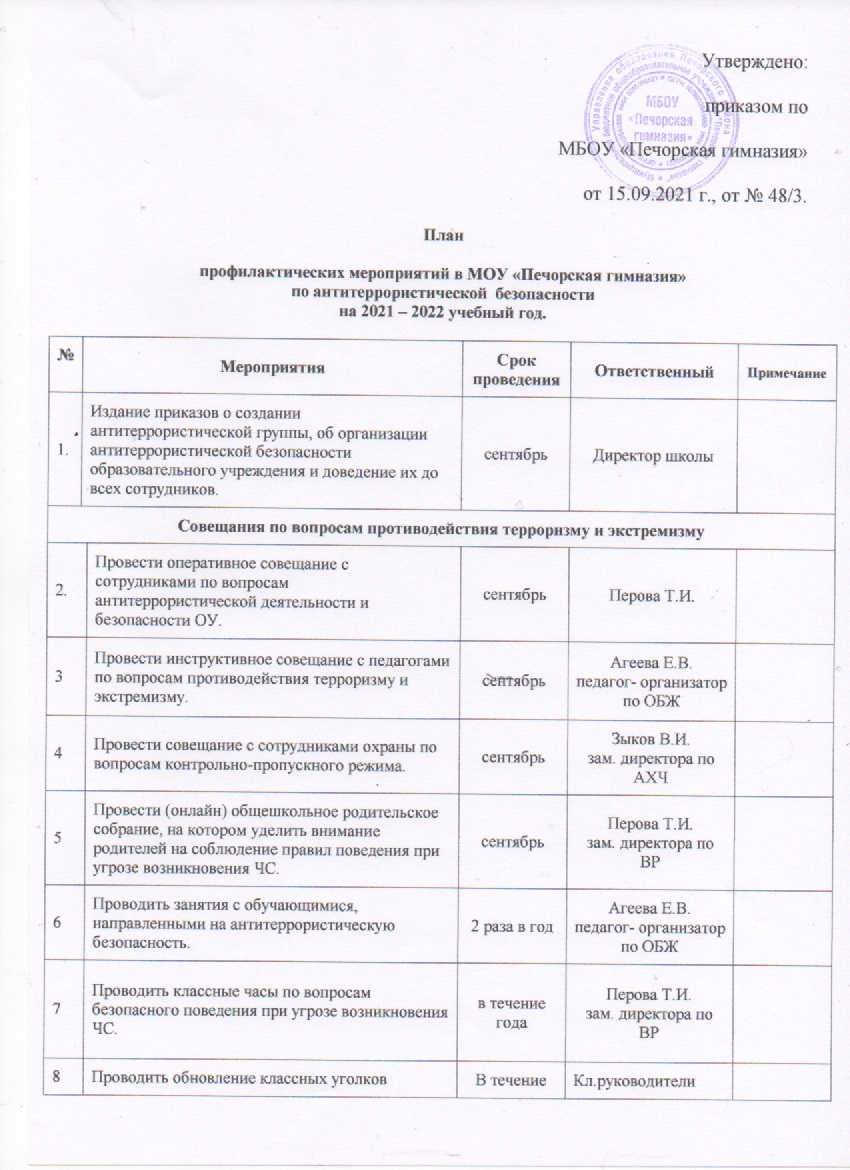 Утверждено:
приказом по
МБОУ «Печорская гимназия»
от 15.09.2021 г., от № 48/3.
МБОУ
«Печорская
гимназия»
План
профилактических мероприятий в МОУ «Печорская гимназия»
по антитеррористической безопасности
на 2021 – 2022 учебный год.
№
Мероприятия
Срок
проведения
Ответственный
Примечание
1.
Издание приказов о создании
антитеррористической группы, об организации
антитеррористической безопасности
образовательного учреждения и доведение их до
всех сотрудников.
сентябрь
Директор школы
Совещания по вопросам противодействия терроризму и экстремизму
2.
Провести оперативное совещание с
сотрудниками по вопросам
антитеррористической деятельности и
безопасности ОУ.
сентябрь
Перова Т.И.
3
Провести инструктивное совещание с педагогами
по вопросам противодействия терроризму и
экстремизму.
сентябрь
Агеева Е.В.
педагог- организатор
по ОБЖ
4
Провести совещание с сотрудниками охраны по
вопросам контрольно-пропускного режима.
сентябрь
Зыков В.И.
зам. директора по
АХЧ
5
Провести (онлайн) общешкольное родительское
собрание, на котором уделить внимание
родителей на соблюдение правил поведения при
угрозе возникновения ЧС.
сентябрь
Перова Т.И.
зам. директора по
ВР
6
Проводить занятия с обучающимися,
направленными на антитеррористическую
безопасность.
2 раза в год
Агеева Е.В.
педагог- организатор
по ОБЖ
7
Проводить классные часы по вопросам
безопасного поведения при угрозе возникновения
ЧС.
в течение
года
Перова Т.И.
зам. директора по
ВР
8
Проводить обновление классных уголков
В течение
Кл.руководители